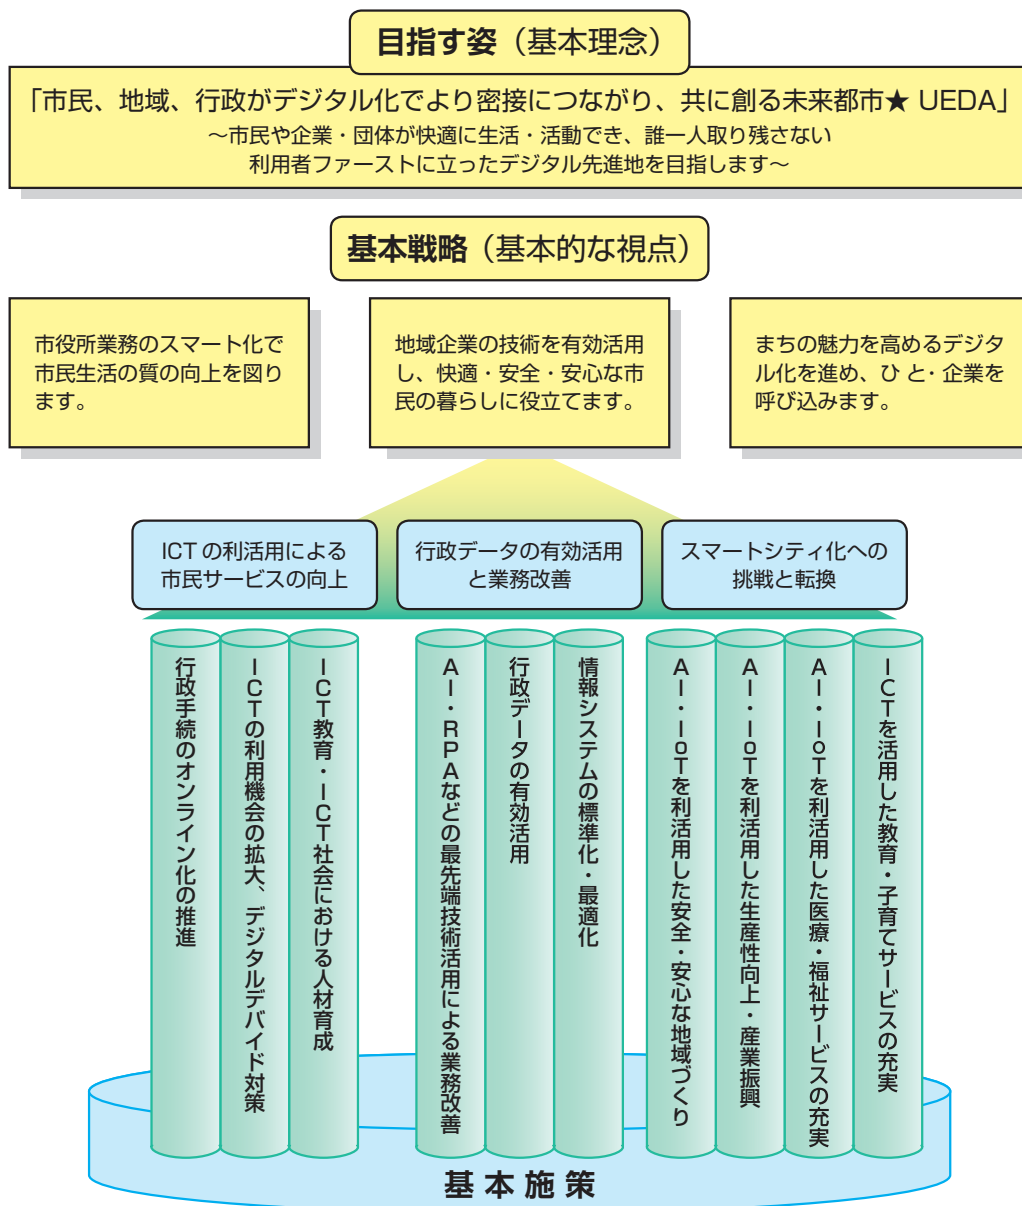 目指す姿（基本理念）
「市民、地域、行政がデジタル化でより密接につながり、共に創る未来都市★ UEDA」
～市民や企業・団体が快適に生活・活動でき、誰一人取り残さない
利用者ファーストに立ったデジタル先進地を目指します～
基本戦略（基本的な視点）
市役所業務のスマート化で
市民生活の質の向上を図り
ます。
地域企業の技術を有効活用
し、快適・安全・安心な市
民の暮らしに役立てます。
まちの魅力を高めるデジタ
ル化を進め、ひ と・企業を
呼び込みます。
ICT の利活用による
市民サービスの向上
行政データの有効活用
と業務改善
スマートシティ化への
挑戦と転換
行政手続のオンライン化の推進
ICTの利用機会の拡大、デジタルデバイド対策
ICT教育・ICT社会における人材育成
AI・RPAなどの最先端技術活用による業務改善
行政データの有効活用
情報システムの標準化・最適化
AI・IoTを利活用した安全・安心な地域づくり
AI・IoTを利活用した生産性向上・産業振興
AI・IoTを利活用した医療・福祉サービスの充実
ICTを活用した教育・子育てサービスの充実
基本施策